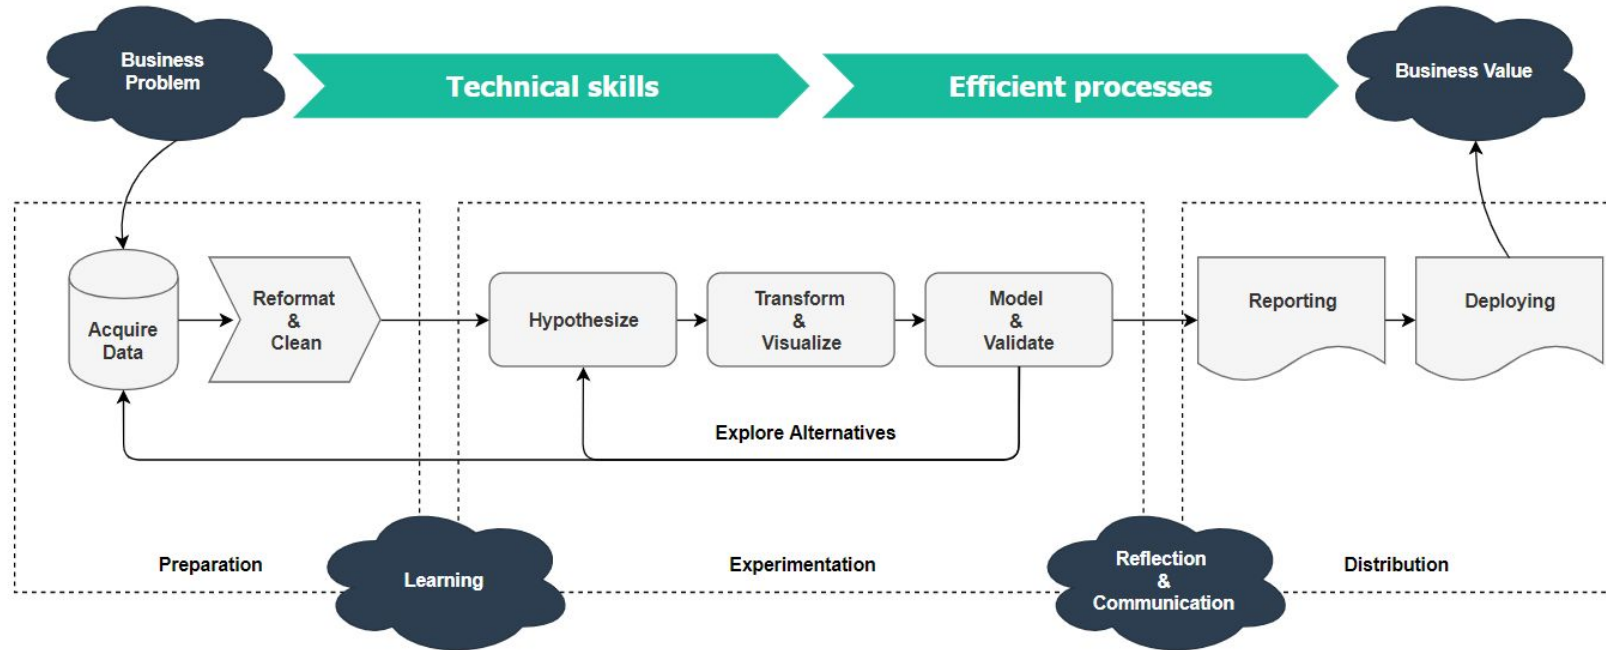 Business
Problem
Technical skills
Efficient processes
Business Value
Acquire
Data
Reformat
&
Clean
Hypothesize
Transform
&
Visualize
Model
&
Validate
Reporting
Deploying
Explore Alternatives
Preparation
Learning
Experimentation
Reflection
&
Communication
Distribution